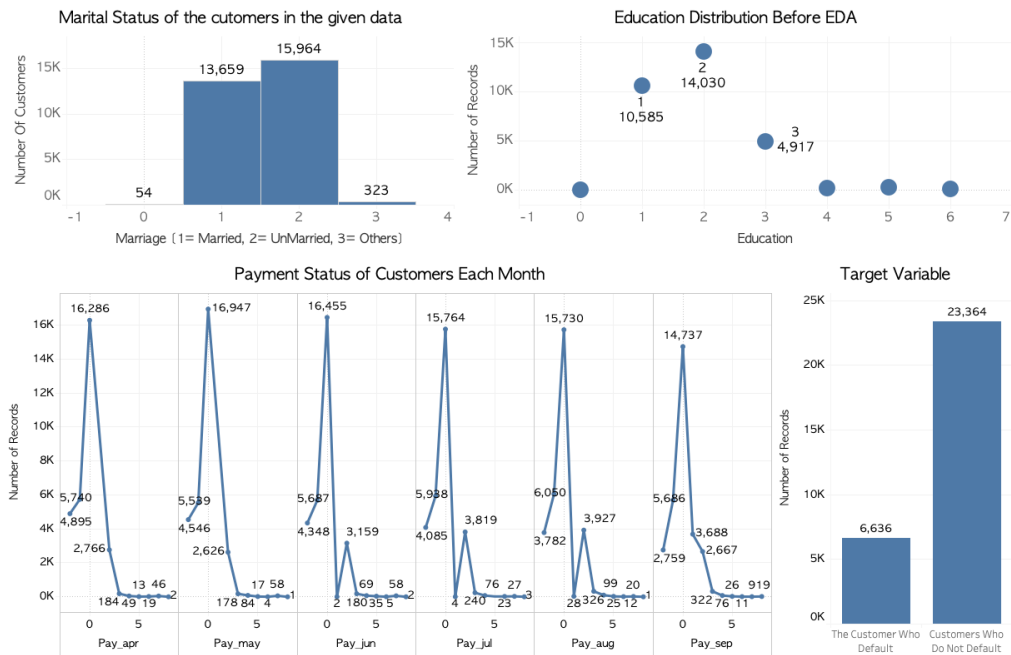 Marital Status of the cutomers in the given data
Number Of Customers
15K
10K
5K
0K
54
13,659
15,964
323
-1 0 1 2 3 4
Marriage (1= Married, 2= UnMarried, 3= Others)
Education Distribution Before EDA
Number of Records
15K
10K
5K
0K
1
10,585
2
14,030
3
4,917
-1 0 1 2 3 4 5 6 7
Education
Payment Status of Customers Each Month
Number of Records
16K
14K
12K
10K
8K
6K
4K
2K
0K
16,286
5,740
4,895
2,766
184 49 13 19 46 2
0 5
Pay_apr
16,947
5,539
4,546
2,626
178 84 17 4 58 1
0 5
Pay_may
16,455
5,687
4,348
3,159
2 180 69 35 5 58 2
0 5
Pay_jun
15,764
5,938
4,085
3,819
4 240 76 23 27 3
0 5
Pay_jul
15,730
6,050
3,782
3,927
28 326 99 25 12 20 1
0 5
Pay_aug
14,737
5,686
2,759
3,688
2,667
322 76 26 11 919
0 5
Pay_sep
Target Variable
Number of Records
25K
20K
15K
10K
5K
0K
6,636
23,364
The Customer Who
Default
Customers Who
Do Not Default